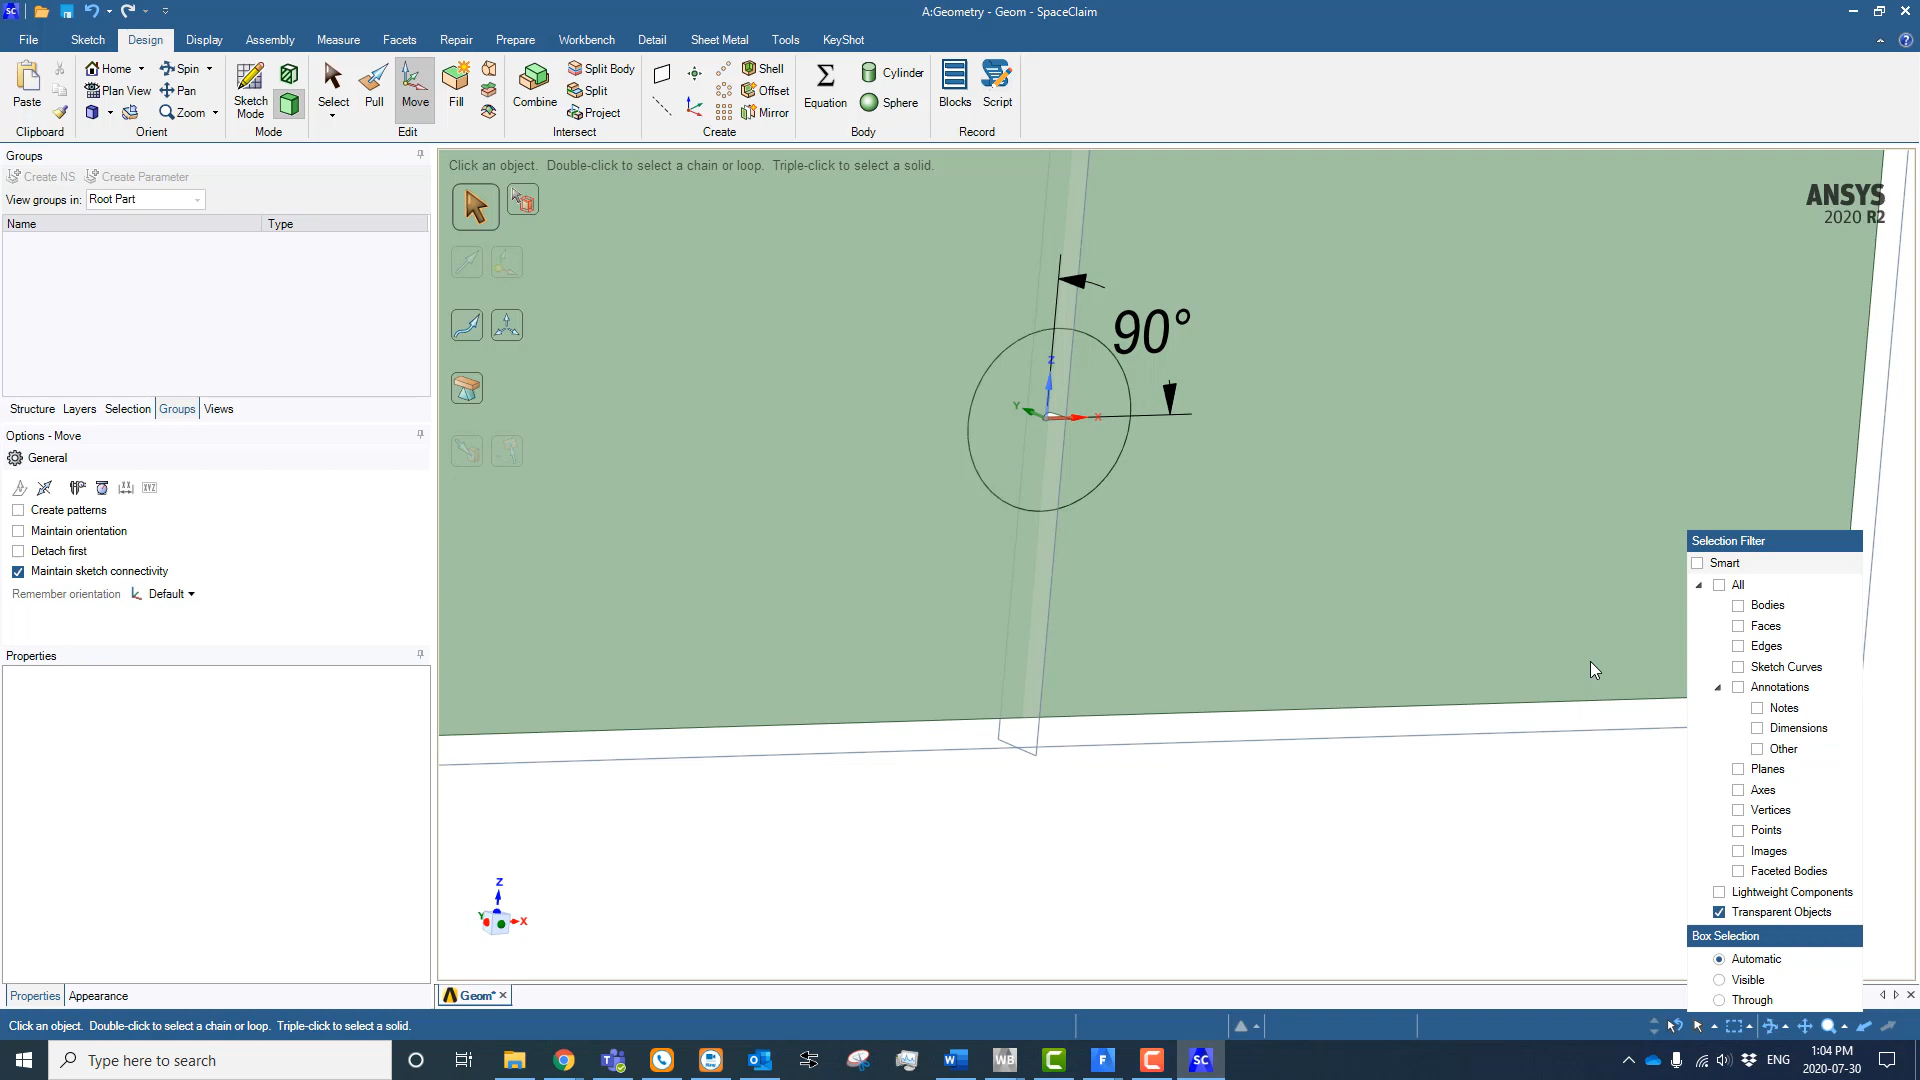 A:Geometry - Geom - SpaceClaim
File Sketch Design Display Assembly Measure Facets Repair Prepare Workbench Detail Sheet Metal Tools KeyShot
Paste
Clipboard
Home Spin
Plan View Pan
Zoom
Orient
Sketch Mode
Mode
Select Pull Move Fill
Edit
Combine
Split Body
Split
Project
Intersect
Shell
Offset
Mirror
Create
Equation
Cylinder
Sphere
Body
Blocks Script
Record
Groups
Create NS Create Parameter
View groups in: Root Part
Name Type
Structure Layers Selection Groups Views
Options - Move
General
Create patterns
Maintain orientation
Detach first
Maintain sketch connectivity
Remember orientation Default
Properties
Properties Appearance
Click an object. Double-click to select a chain or loop. Triple-click to select a solid.
ANSYS
2020 R2
90°
Z
Y
X
Z
Y
X
Selection Filter
Smart
All
Bodies
Faces
Edges
Sketch Curves
Annotations
Notes
Dimensions
Other
Planes
Axes
Vertices
Points
Images
Faceted Bodies
Lightweight Components
Transparent Objects
Box Selection
Automatic
Visible
Through
Geom*
Click an object. Double-click to select a chain or loop. Triple-click to select a solid.
Type here to search
WB
F
SC
ENG
1:04 PM
2020-07-30